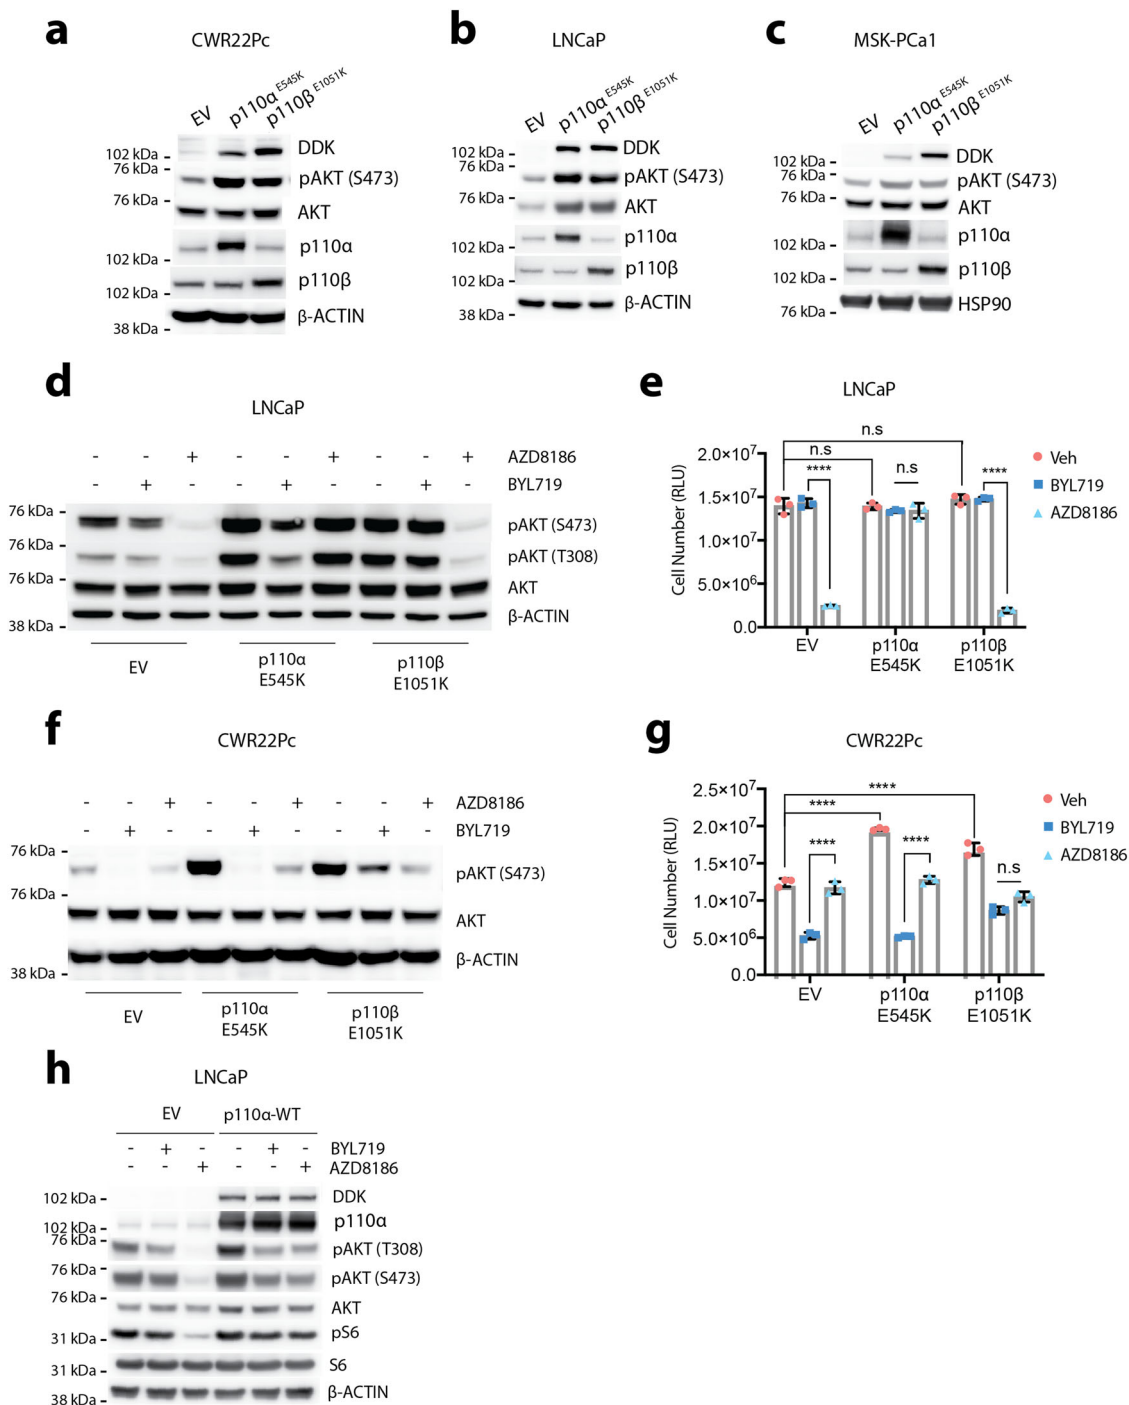 a
CWR22Pc
EV p110α E545K p110β E1051K
102 kDa DDK
76 kDa
pAKT (S473)
76 kDa
AKT
p110α
102 kDa
p110β
102 kDa
β-ACTIN
38 kDa
b
LNCaP
EV p110α E545K p110β E1051K
102 kDa DDK
76 kDa
pAKT (S473)
76 kDa
AKT
p110α
102 kDa
p110β
102 kDa
β-ACTIN
38 kDa
c
MSK-PCa1
EV p110α E545K p110β E1051K
102 kDa DDK
76 kDa
pAKT (S473)
76 kDa
AKT
p110α
102 kDa
p110β
102 kDa
HSP90
76 kDa
d
LNCaP
- - + - - + - - + AZD8186
- + - - + - - + - BYL719
76 kDa
pAKT (S473)
76 kDa
pAKT (T308)
76 kDa
AKT
β-ACTIN
38 kDa
EV p110α E545K p110β E1051K
e
LNCaP
n.s
n.s
****
n.s
****
Cell Number (RLU)
2.0×10⁷
1.5×10⁷
1.0×10⁷
5.0×10⁶
0.0
EV p110α E545K p110β E1051K
Veh
BYL719
AZD8186
f
CWR22Pc
- - + - - + - - + AZD8186
- + - - + - - + - BYL719
76 kDa
pAKT (S473)
76 kDa
AKT
β-ACTIN
38 kDa
EV p110α E545K p110β E1051K
g
CWR22Pc
****
****
****
****
n.s
Cell Number (RLU)
2.5×10⁷
2.0×10⁷
1.5×10⁷
1.0×10⁷
5.0×10⁶
0.0
EV p110α E545K p110β E1051K
Veh
BYL719
AZD8186
h
LNCaP
EV p110α-WT
- + - - + - BYL719
- - + - - + AZD8186
102 kDa DDK
p110α
102 kDa
76 kDa
pAKT (T308)
76 kDa
pAKT (S473)
76 kDa
AKT
pS6
31 kDa
S6
31 kDa
β-ACTIN
38 kDa